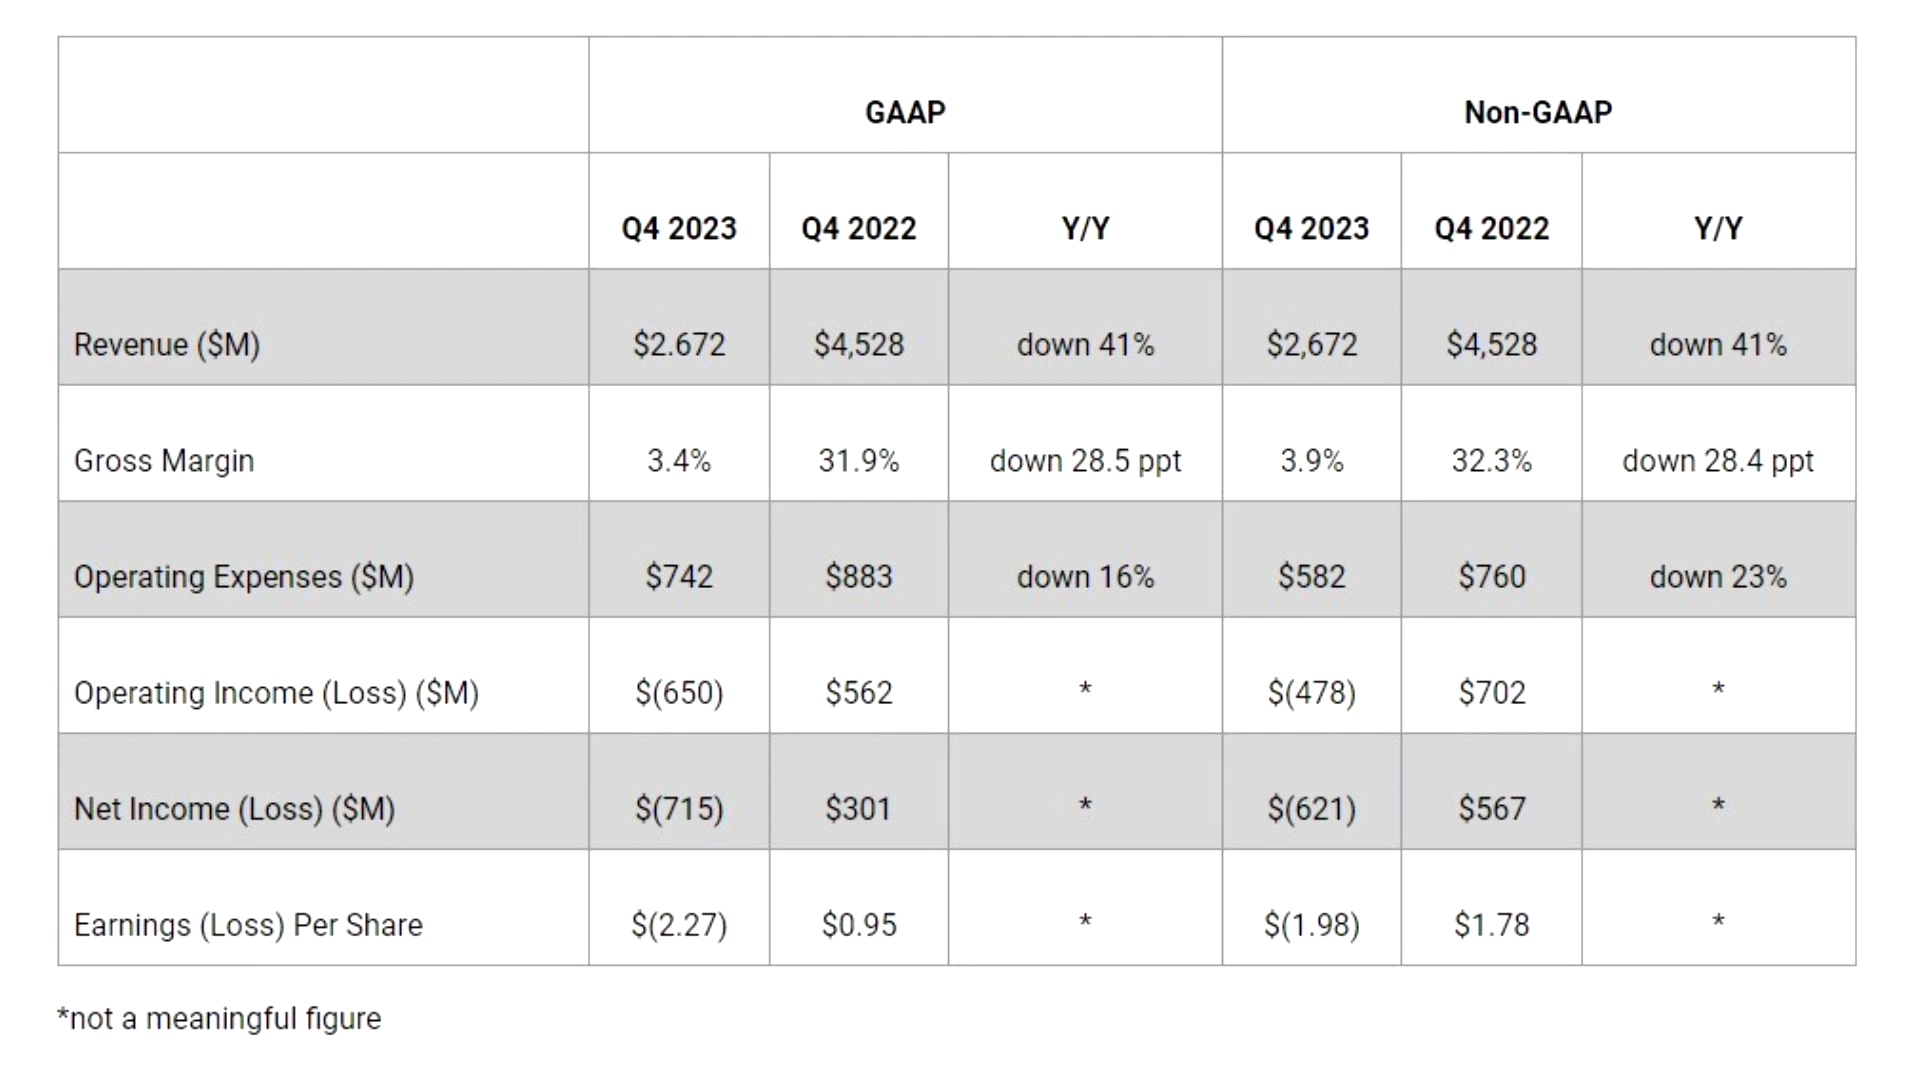 GAAP Non-GAAP
Q4 2023 Q4 2022 Y/Y Q4 2023 Q4 2022 Y/Y
Revenue ($M) $2.672 $4,528 down 41% $2,672 $4,528 down 41%
Gross Margin 3.4% 31.9% down 28.5 ppt 3.9% 32.3% down 28.4 ppt
Operating Expenses ($M) $742 $883 down 16% $582 $760 down 23%
Operating Income (Loss) ($M) $(650) $562 * $(478) $702 *
Net Income (Loss) ($M) $(715) $301 * $(621) $567 *
Earnings (Loss) Per Share $(2.27) $0.95 * $(1.98) $1.78 *
*not a meaningful figure